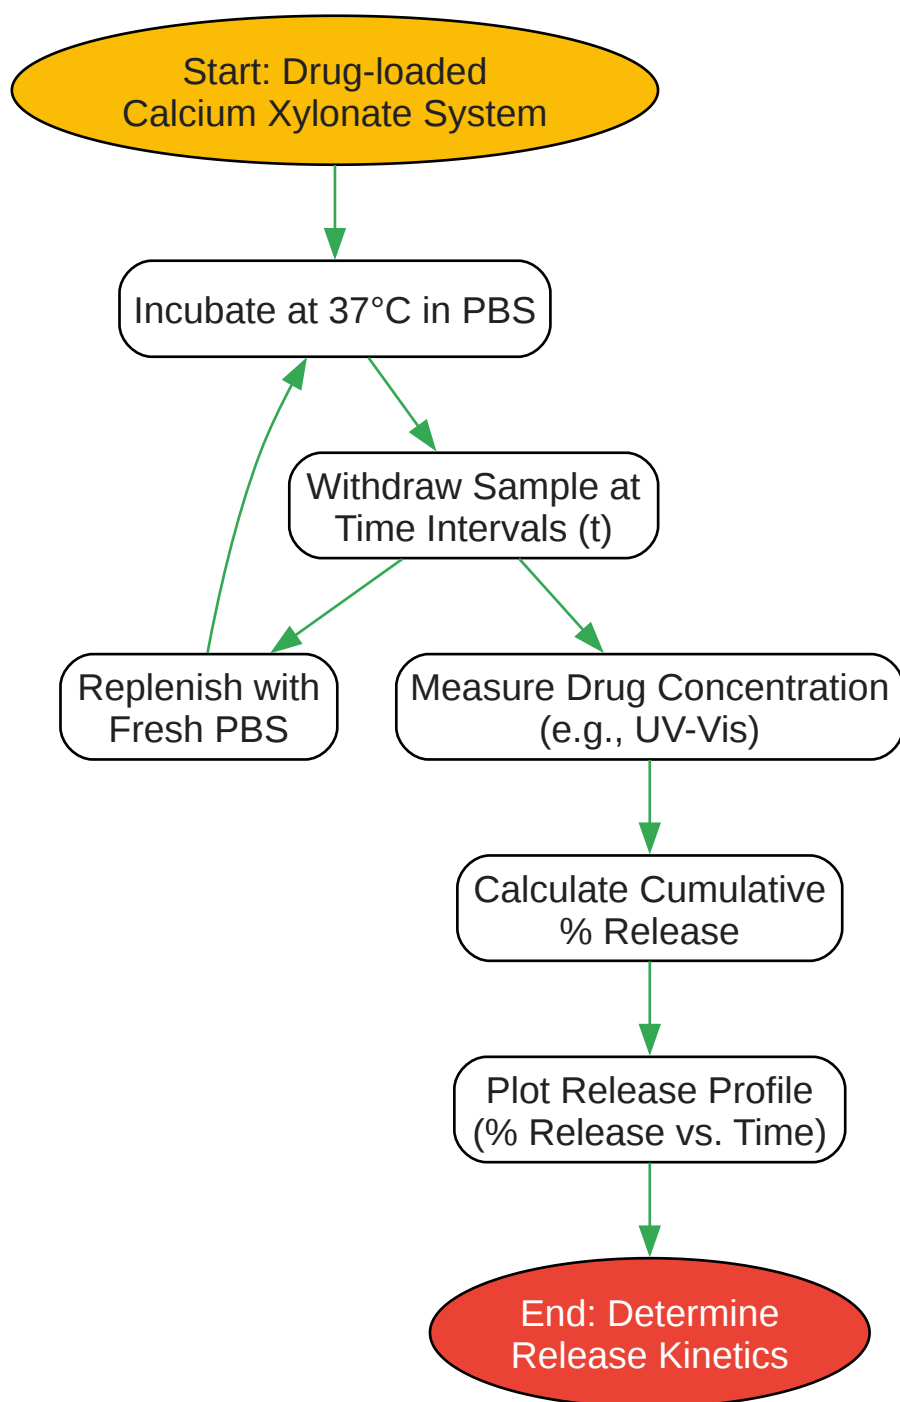 Start: Drug-loaded
Calcium Xylonate System
Incubate at 37°C in PBS
Withdraw Sample at
Time Intervals (t)
Replenish with
Fresh PBS
Measure Drug Concentration
(e.g., UV-Vis)
Calculate Cumulative
% Release
Plot Release Profile
(% Release vs. Time)
End: Determine
Release Kinetics